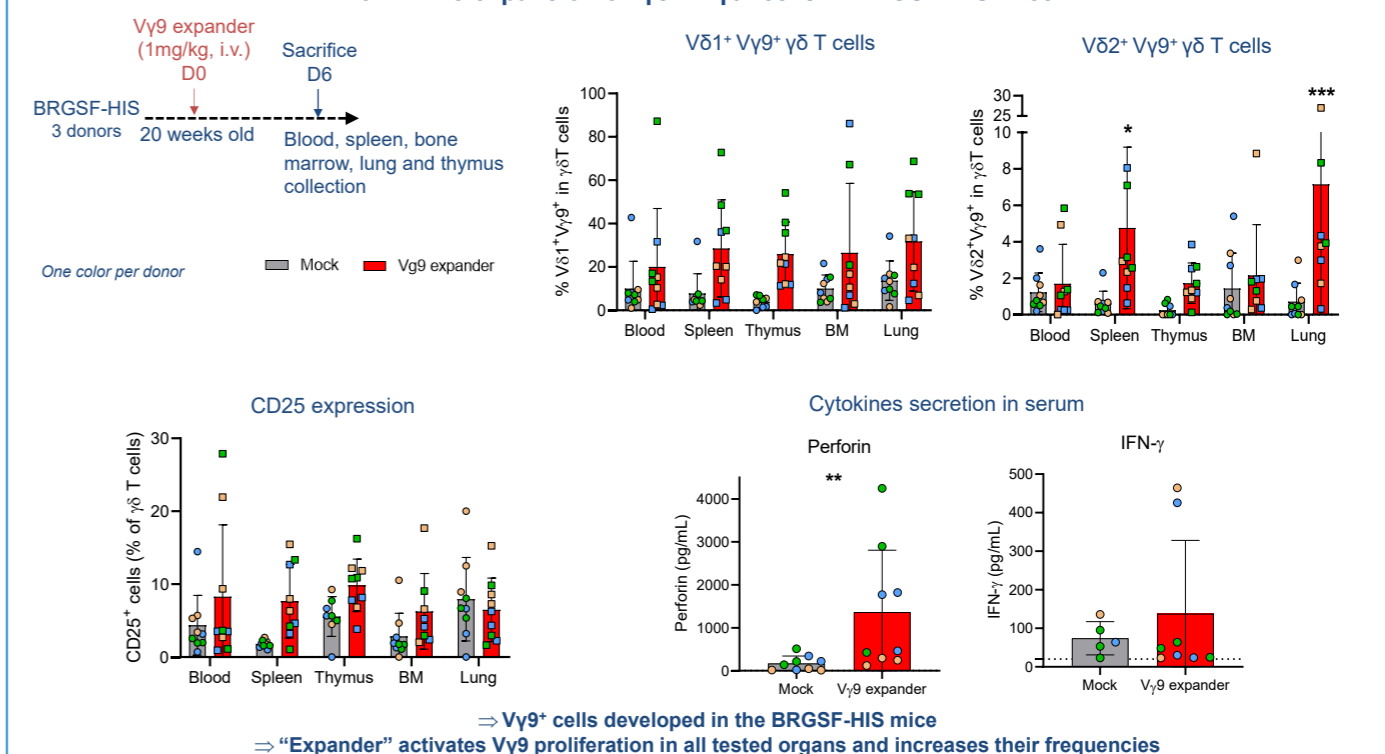 Vγ9 expander
(1mg/kg, i.v.)
D0
Sacrifice
D6
BRGSF-HIS
3 donors
20 weeks old
Blood, spleen, bone
marrow, lung and thymus
collection
One color per donor
Mock
Vg9 expander
Vδ1⁺ Vγ9⁺ γδ T cells
% Vδ1⁺Vγ9⁺ in γδT cells
100
80
60
40
20
0
Blood Spleen Thymus BM Lung
Vδ2⁺ Vγ9⁺ γδ T cells
% Vδ2⁺Vγ9⁺ in γδT cells
30
25
10
8
6
4
2
0
*
***
Blood Spleen Thymus BM Lung
CD25 expression
CD25⁺ cells (% of γδ T cells)
30
20
10
0
Blood Spleen Thymus BM Lung
Cytokines secretion in serum
Perforin
**
Perforin (pg/mL)
4000
3000
2000
1000
0
Mock Vγ9 expander
IFN-γ
IFN-γ (pg/mL)
500
400
300
200
100
0
Mock Vγ9 expander
⇒ Vγ9⁺ cells developed in the BRGSF-HIS mice
⇒ “Expander” activates Vγ9 proliferation in all tested organs and increases their frequencies